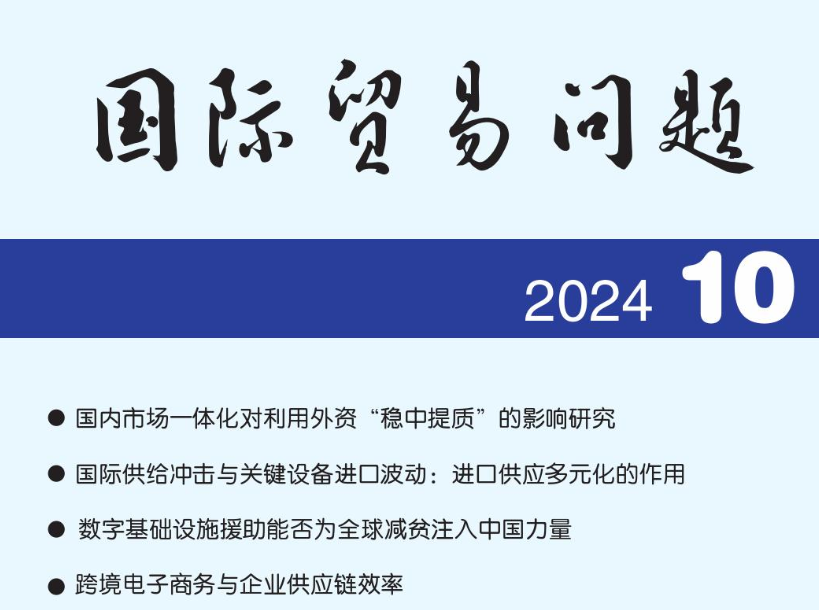 国际贸易问题
2024 10
● 国内市场一体化对利用外资“稳中提质”的影响研究
● 国际供给冲击与关键设备进口波动：进口供应多元化的作用
● 数字基础设施援助能否为全球减贫注入中国力量
● 跨境电子商务与企业供应链效率